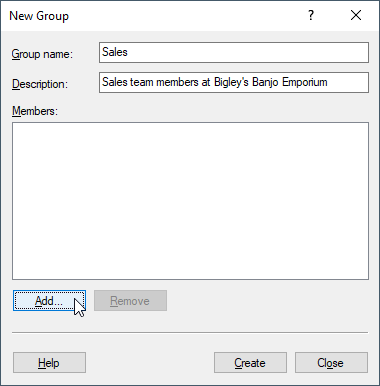 New Group
?
Group name: Sales
Description: Sales team members at Bigley's Banjo Emporium
Members:
Add... Remove
Help Create Close